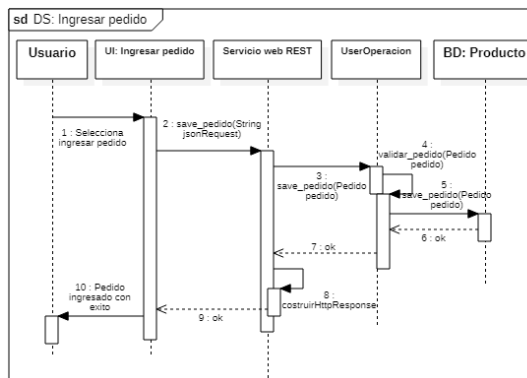 sd DS: Ingresar pedido
Usuario
UI: Ingresar pedido
Servicio web REST
UserOperacion
BD: Producto
1 : Selecciona
ingresar pedido
2 : save_pedido(String
jsonRequest)
3 :
save_pedido(Pedido
pedido)
4 :
validar_pedido(Pedido
pedido)
5 :
save_pedido(Pedido
pedido)
6 : ok
7 : ok
8 :
costruirHttpResponse
9 : ok
10 : Pedido
ingresado con
exito